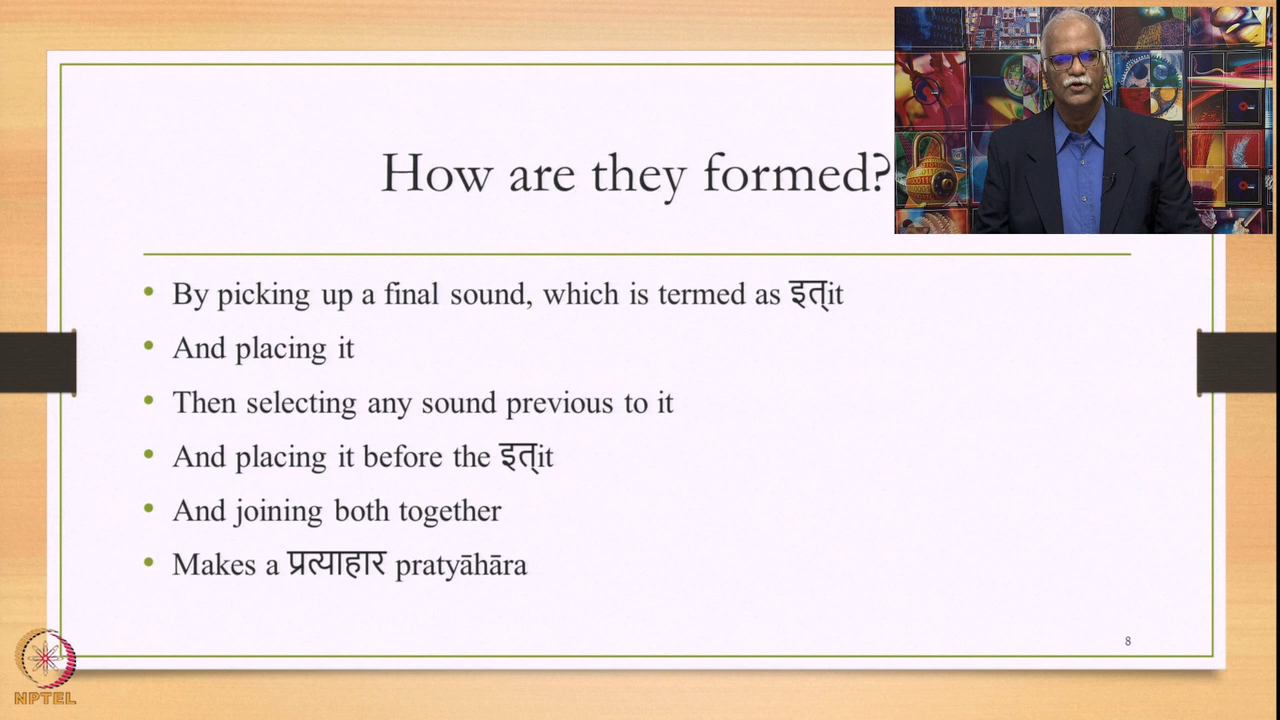 How are they formed?
• By picking up a final sound, which is termed as इत्it
• And placing it
• Then selecting any sound previous to it
• And placing it before the इत्it
• And joining both together
• Makes a प्रत्याहार pratyāhāra
8
NPTEL